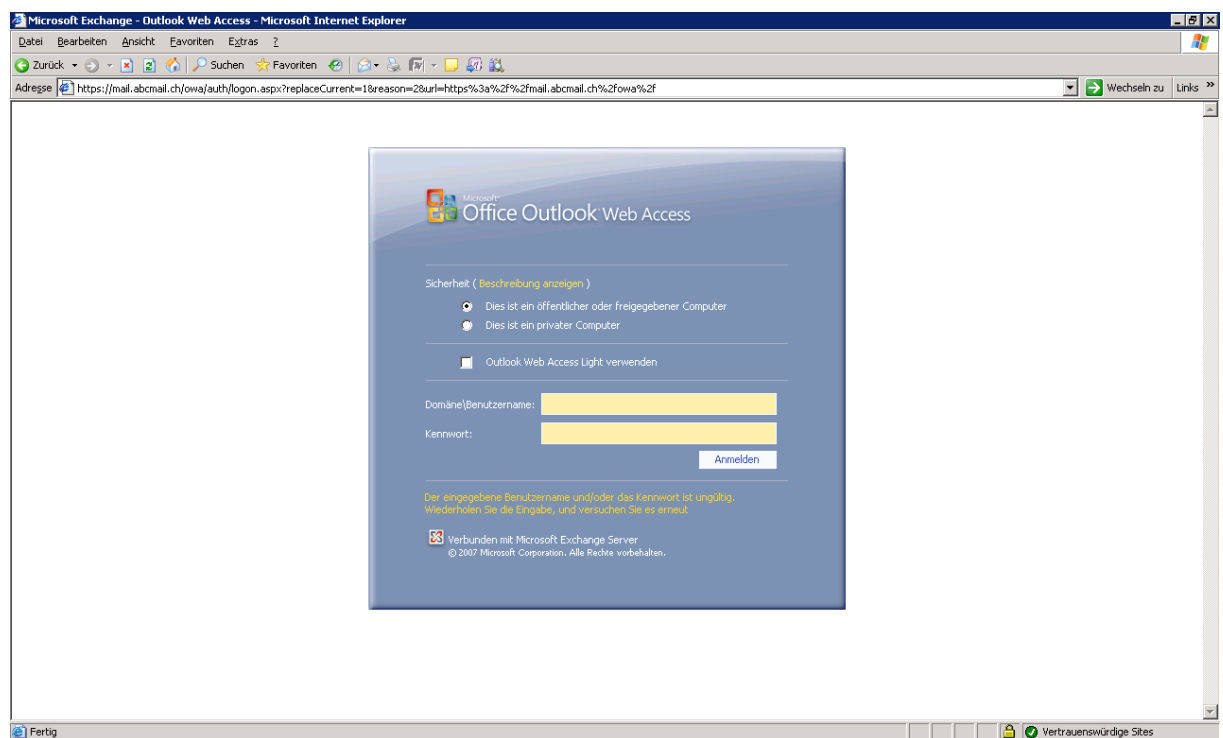 Microsoft Exchange - Outlook Web Access - Microsoft Internet Explorer
Datei Bearbeiten Ansicht Favoriten Extras ?
Zurück Suchen Favoriten
Adresse https://mail.abcmail.ch/owa/auth/logon.aspx?replaceCurrent=1&reason=2&url=https%3a%2f%2fmail.abcmail.ch%2fowa%2f Wechseln zu Links »
Microsoft
Office Outlook Web Access
Sicherheit ( Beschreibung anzeigen )
Dies ist ein öffentlicher oder freigegebener Computer
Dies ist ein privater Computer
Outlook Web Access Light verwenden
Domäne\Benutzername:
Kennwort:
Anmelden
Der eingegebene Benutzername und/oder das Kennwort ist ungültig.
Wiederholen Sie die Eingabe, und versuchen Sie es erneut
Verbunden mit Microsoft Exchange Server
© 2007 Microsoft Corporation. Alle Rechte vorbehalten.
Fertig Vertrauenswürdige Sites